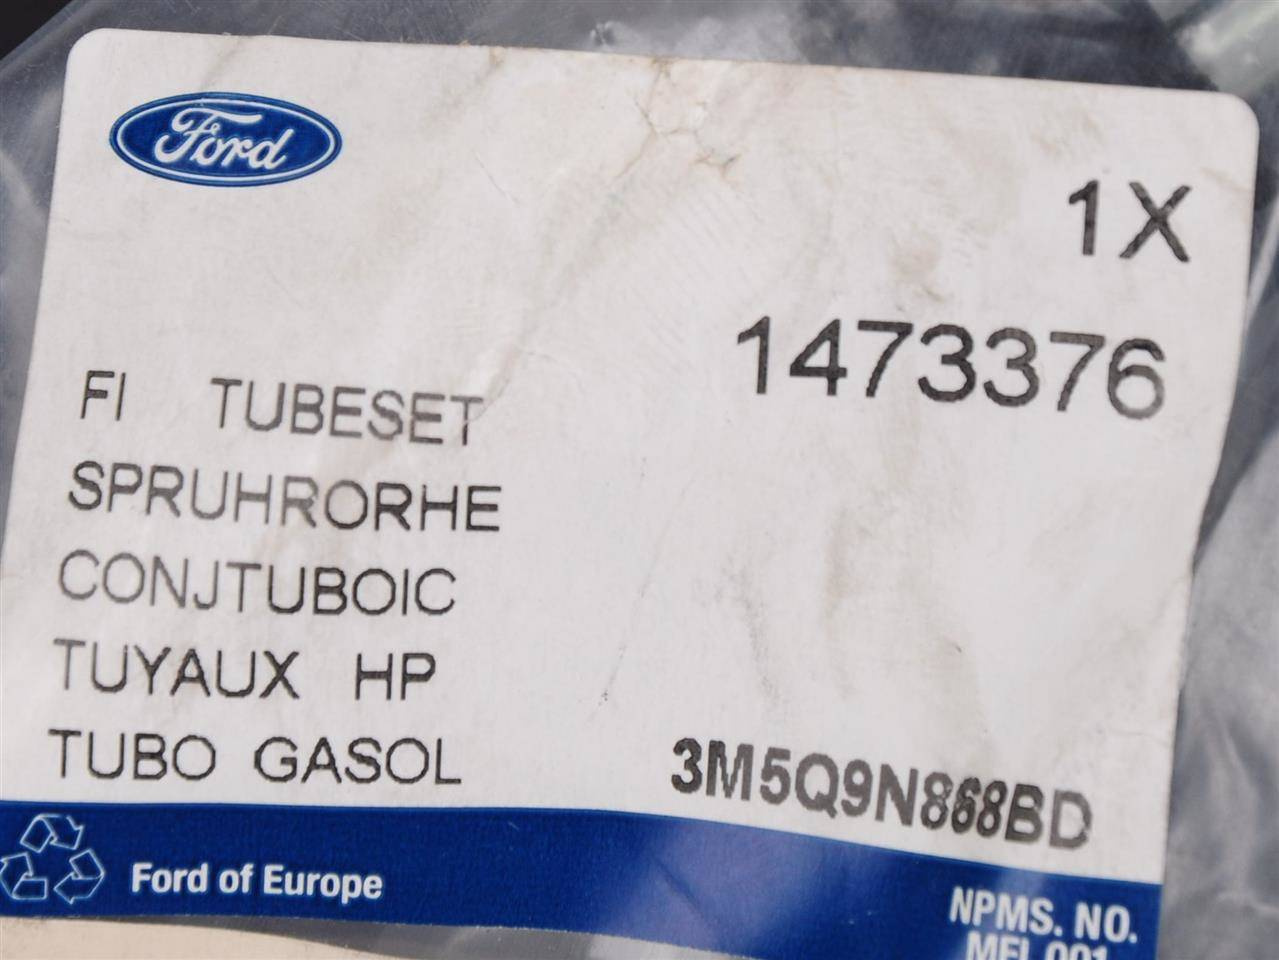 Ford
1X
1473376
FI TUBESET
SPRUHRORHE
CONJTUBOIC
TUYAUX HP
TUBO GASOL
3M5Q9N868BD
Ford of Europe
NPMS. NO.